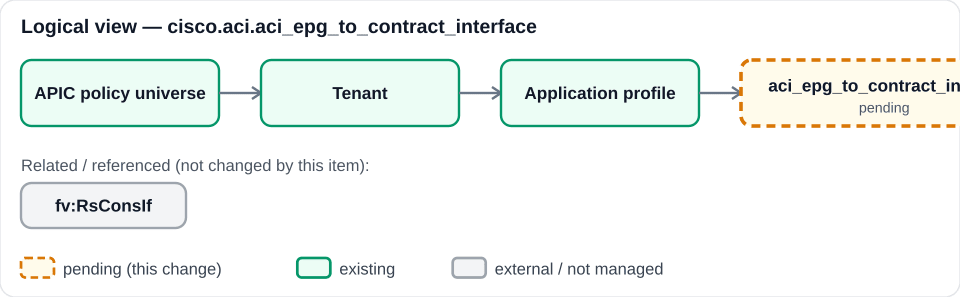 Logical view — cisco.aci.aci_epg_to_contract_interface
APIC policy universe
Tenant
Application profile
aci_epg_to_contract_in
pending
Related / referenced (not changed by this item):
fv:RsConsIf
pending (this change)
existing
external / not managed